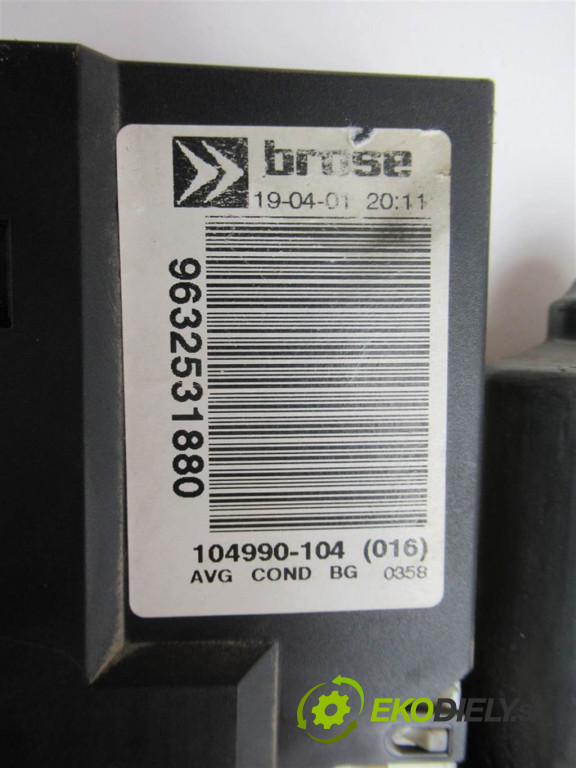 brose
19-04-01 20:11
9632531880
104990-104 (016)
AVG COND BG 0358
EKODIELY.s